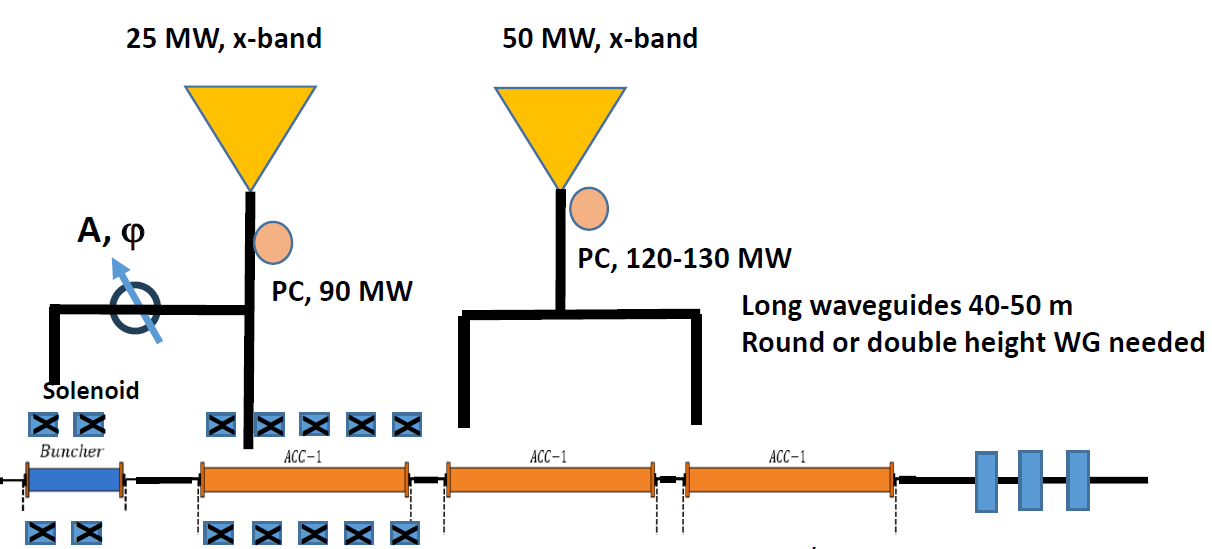 25 MW, x-band
50 MW, x-band
A, φ
PC, 90 MW
PC, 120-130 MW
Long waveguides 40-50 m
Round or double height WG needed
Solenoid
Buncher
ACC-1
ACC-1
ACC-1